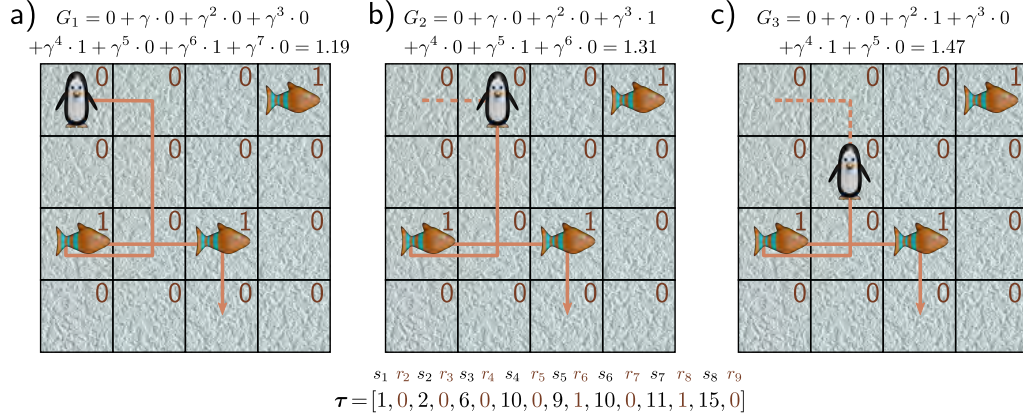 a) G₁ = 0 + γ · 0 + γ² · 0 + γ³ · 0
+γ⁴ · 1 + γ⁵ · 0 + γ⁶ · 1 + γ⁷ · 0 = 1.19
b) G₂ = 0 + γ · 0 + γ² · 0 + γ³ · 1
+γ⁴ · 0 + γ⁵ · 1 + γ⁶ · 0 = 1.31
c) G₃ = 0 + γ · 0 + γ² · 1 + γ³ · 0
+γ⁴ · 1 + γ⁵ · 0 = 1.47
0 0 0 1
0 0 0 0
1 0 1 0
0 0 0 0
0 0 0 1
0 0 0 0
1 0 1 0
0 0 0 0
0 0 0 1
0 0 0 0
1 0 1 0
0 0 0 0
s₁ r₂ s₂ r₃ s₃ r₄ s₄ r₅ s₅ r₆ s₆ r₇ s₇ r₈ s₈ r₉
τ = [1, 0, 2, 0, 6, 0, 10, 0, 9, 1, 10, 0, 11, 1, 15, 0]